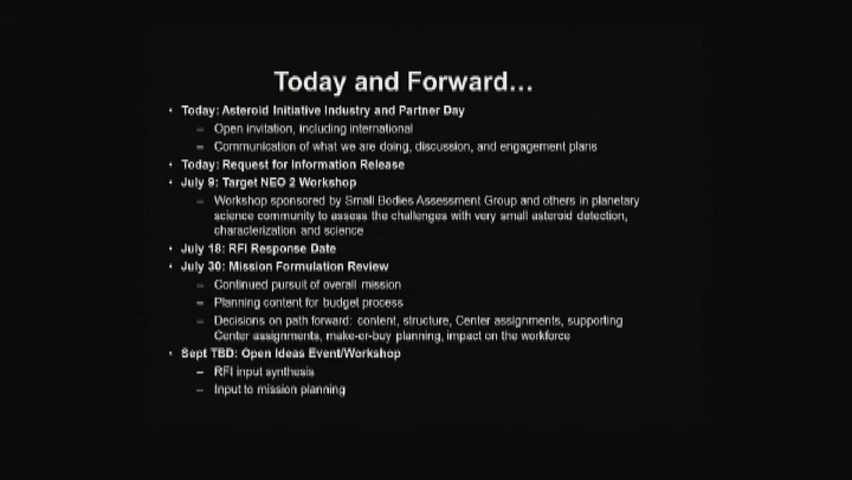 Today and Forward...
• Today: Asteroid Initiative Industry and Partner Day
– Open invitation, including international
– Communication of what we are doing, discussion, and engagement plans
• Today: Request for Information Release
• July 9: Target NEO 2 Workshop
– Workshop sponsored by Small Bodies Assessment Group and others in planetary
science community to assess the challenges with very small asteroid detection,
characterization and science
• July 18: RFI Response Date
• July 30: Mission Formulation Review
– Continued pursuit of overall mission
– Planning content for budget process
– Decisions on path forward: content, structure, Center assignments, supporting
Center assignments, make-or-buy planning, impact on the workforce
• Sept TBD: Open Ideas Event/Workshop
– RFI input synthesis
– Input to mission planning